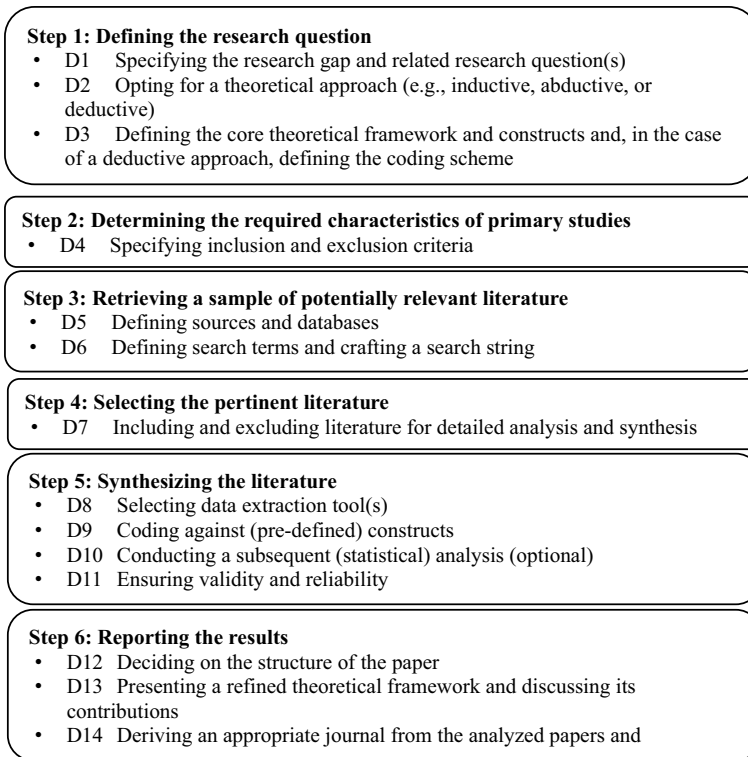 Step 1: Defining the research question
• D1 Specifying the research gap and related research question(s)
• D2 Opting for a theoretical approach (e.g., inductive, abductive, or
deductive)
• D3 Defining the core theoretical framework and constructs and, in the case
of a deductive approach, defining the coding scheme
Step 2: Determining the required characteristics of primary studies
• D4 Specifying inclusion and exclusion criteria
Step 3: Retrieving a sample of potentially relevant literature
• D5 Defining sources and databases
• D6 Defining search terms and crafting a search string
Step 4: Selecting the pertinent literature
• D7 Including and excluding literature for detailed analysis and synthesis
Step 5: Synthesizing the literature
• D8 Selecting data extraction tool(s)
• D9 Coding against (pre-defined) constructs
• D10 Conducting a subsequent (statistical) analysis (optional)
• D11 Ensuring validity and reliability
Step 6: Reporting the results
• D12 Deciding on the structure of the paper
• D13 Presenting a refined theoretical framework and discussing its
contributions
• D14 Deriving an appropriate journal from the analyzed papers and